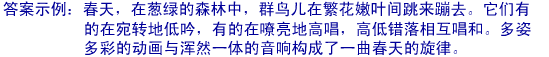 答案示例：春天，在葱绿的森林中，群鸟儿在繁花嫩叶间跳来蹦去。它们有
的在宛转地低吟，有的在嘹亮地高唱，高低错落相互唱和。多姿
多彩的动画与浑然一体的音响构成了一曲春天的旋律。